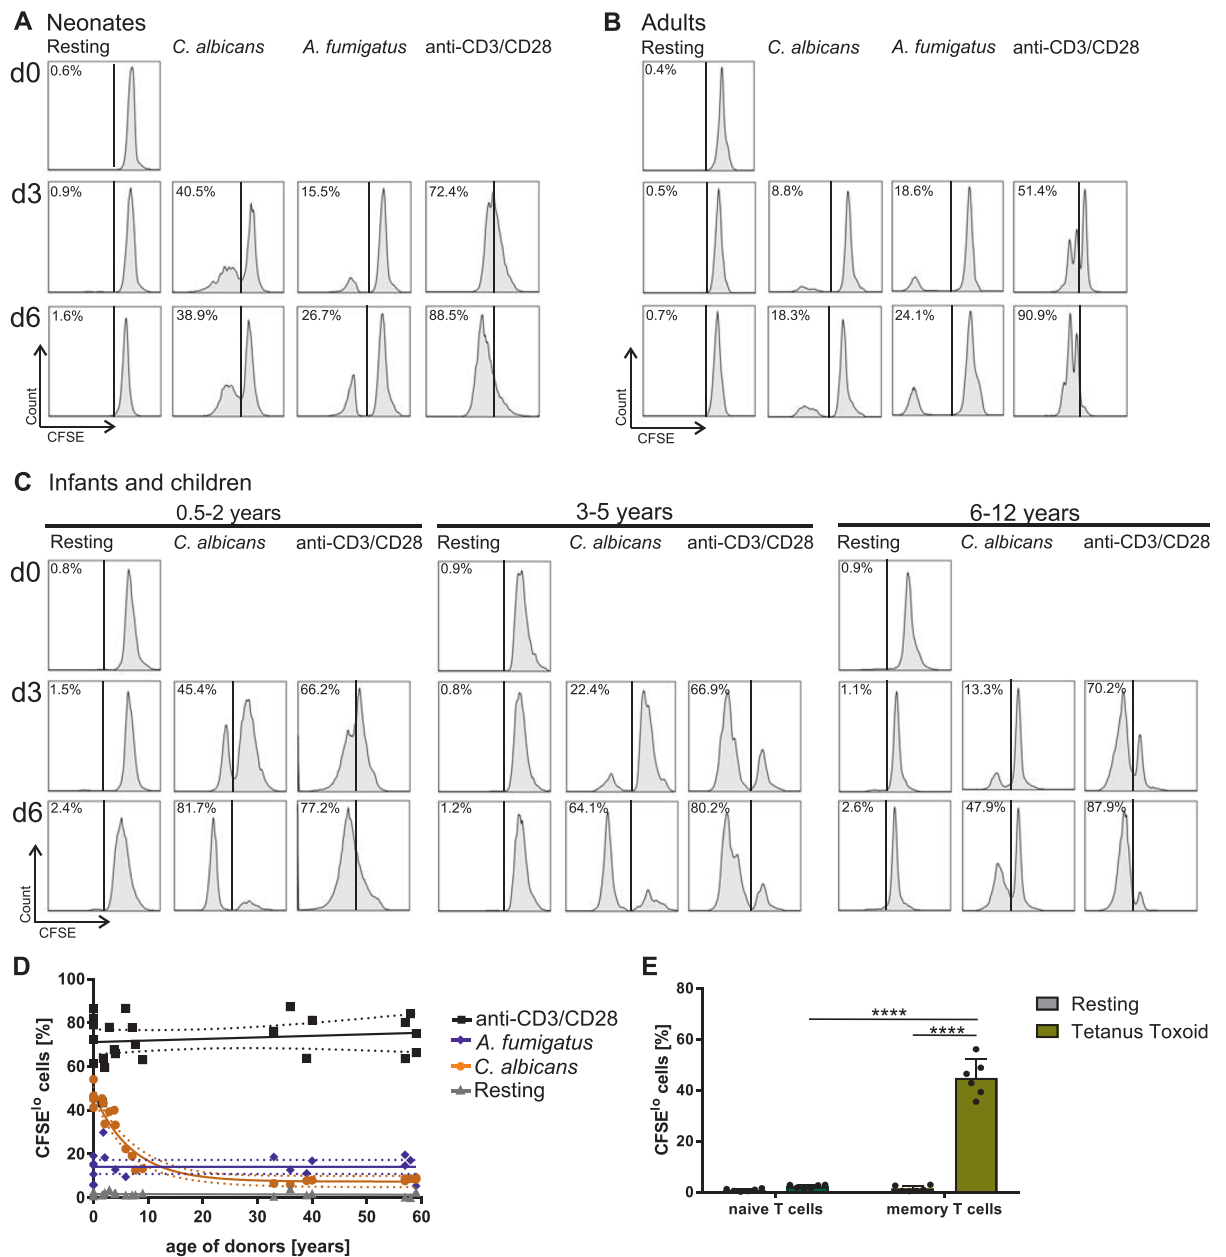 A Neonates
Resting C. albicans A. fumigatus anti-CD3/CD28
d0 0.6%
d3 0.9% 40.5% 15.5% 72.4%
d6 1.6% 38.9% 26.7% 88.5%
Count
CFSE
B Adults
Resting C. albicans A. fumigatus anti-CD3/CD28
0.4%
0.5% 8.8% 18.6% 51.4%
0.7% 18.3% 24.1% 90.9%
Count
CFSE
C Infants and children
0.5-2 years 3-5 years 6-12 years
Resting C. albicans anti-CD3/CD28 Resting C. albicans anti-CD3/CD28 Resting C. albicans anti-CD3/CD28
d0 0.8% 0.9% 0.9%
d3 1.5% 45.4% 66.2% 0.8% 22.4% 66.9% 1.1% 13.3% 70.2%
d6 2.4% 81.7% 77.2% 1.2% 64.1% 80.2% 2.6% 47.9% 87.9%
Count
CFSE
D
CFSElo cells [%]
100
80
60
40
20
0
0 10 20 30 40 50 60
age of donors [years]
anti-CD3/CD28
A. fumigatus
C. albicans
Resting
E
CFSElo cells [%]
80
60
40
20
0
****
****
naive T cells memory T cells
Resting
Tetanus Toxoid